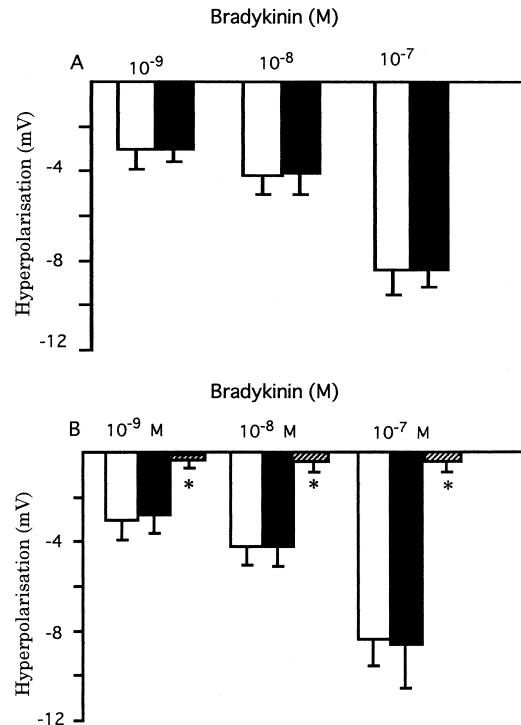 Bradykinin (M)
A 10⁻⁹ 10⁻⁸ 10⁻⁷
Hyperpolarisation (mV)
-4
-8
-12
Bradykinin (M)
B 10⁻⁹ M 10⁻⁸ M 10⁻⁷ M
Hyperpolarisation (mV)
* * *
-4
-8
-12